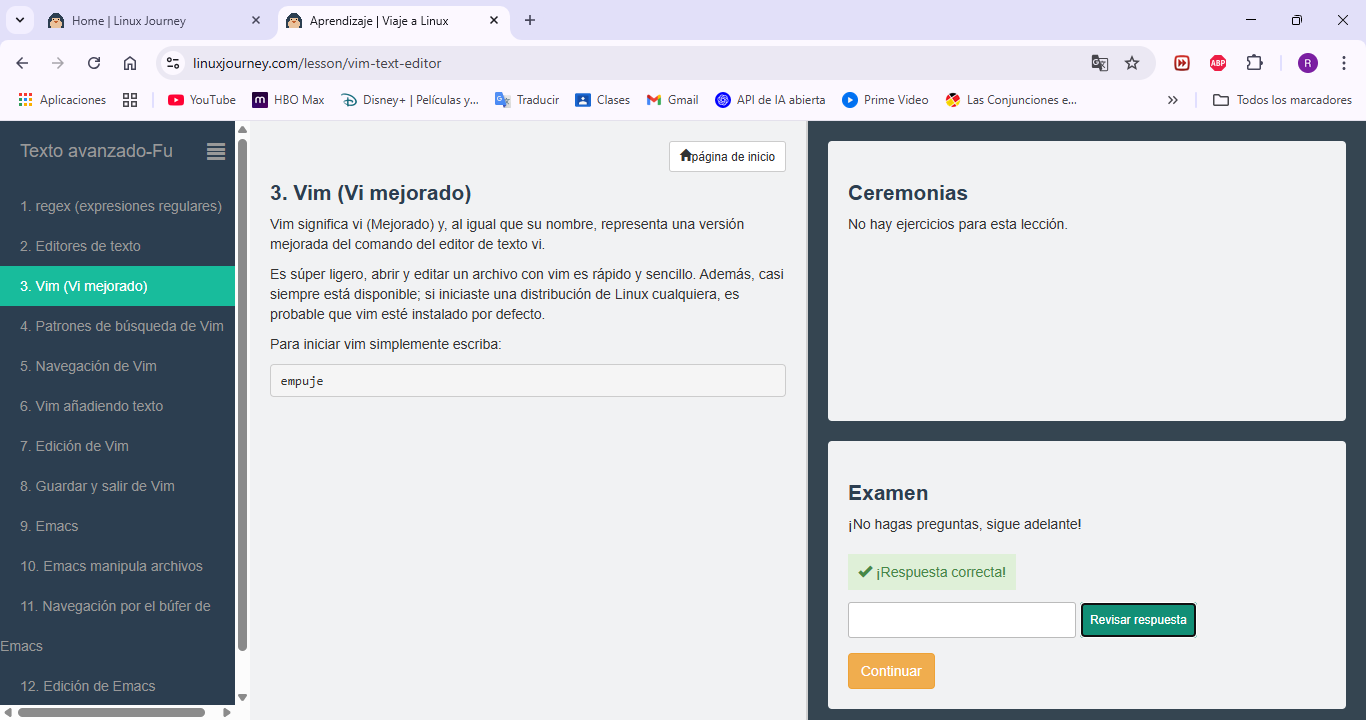 Home | Linux Journey
Aprendizaje | Viaje a Linux
linuxjourney.com/lesson/vim-text-editor
ABP
R
Aplicaciones
YouTube
HBO Max
Disney+ | Películas y...
Traducir
Clases
Gmail
API de IA abierta
Prime Video
Las Conjunciones e...
Todos los marcadores
Texto avanzado-Fu
1. regex (expresiones regulares)
2. Editores de texto
3. Vim (Vi mejorado)
4. Patrones de búsqueda de Vim
5. Navegación de Vim
6. Vim añadiendo texto
7. Edición de Vim
8. Guardar y salir de Vim
9. Emacs
10. Emacs manipula archivos
11. Navegación por el búfer de
Emacs
12. Edición de Emacs
página de inicio
3. Vim (Vi mejorado)
Vim significa vi (Mejorado) y, al igual que su nombre, representa una versión
mejorada del comando del editor de texto vi.
Es súper ligero, abrir y editar un archivo con vim es rápido y sencillo. Además, casi
siempre está disponible; si iniciaste una distribución de Linux cualquiera, es
probable que vim esté instalado por defecto.
Para iniciar vim simplemente escriba:
empuje
Ceremonias
No hay ejercicios para esta lección.
Examen
¡No hagas preguntas, sigue adelante!
¡Respuesta correcta!
Revisar respuesta
Continuar